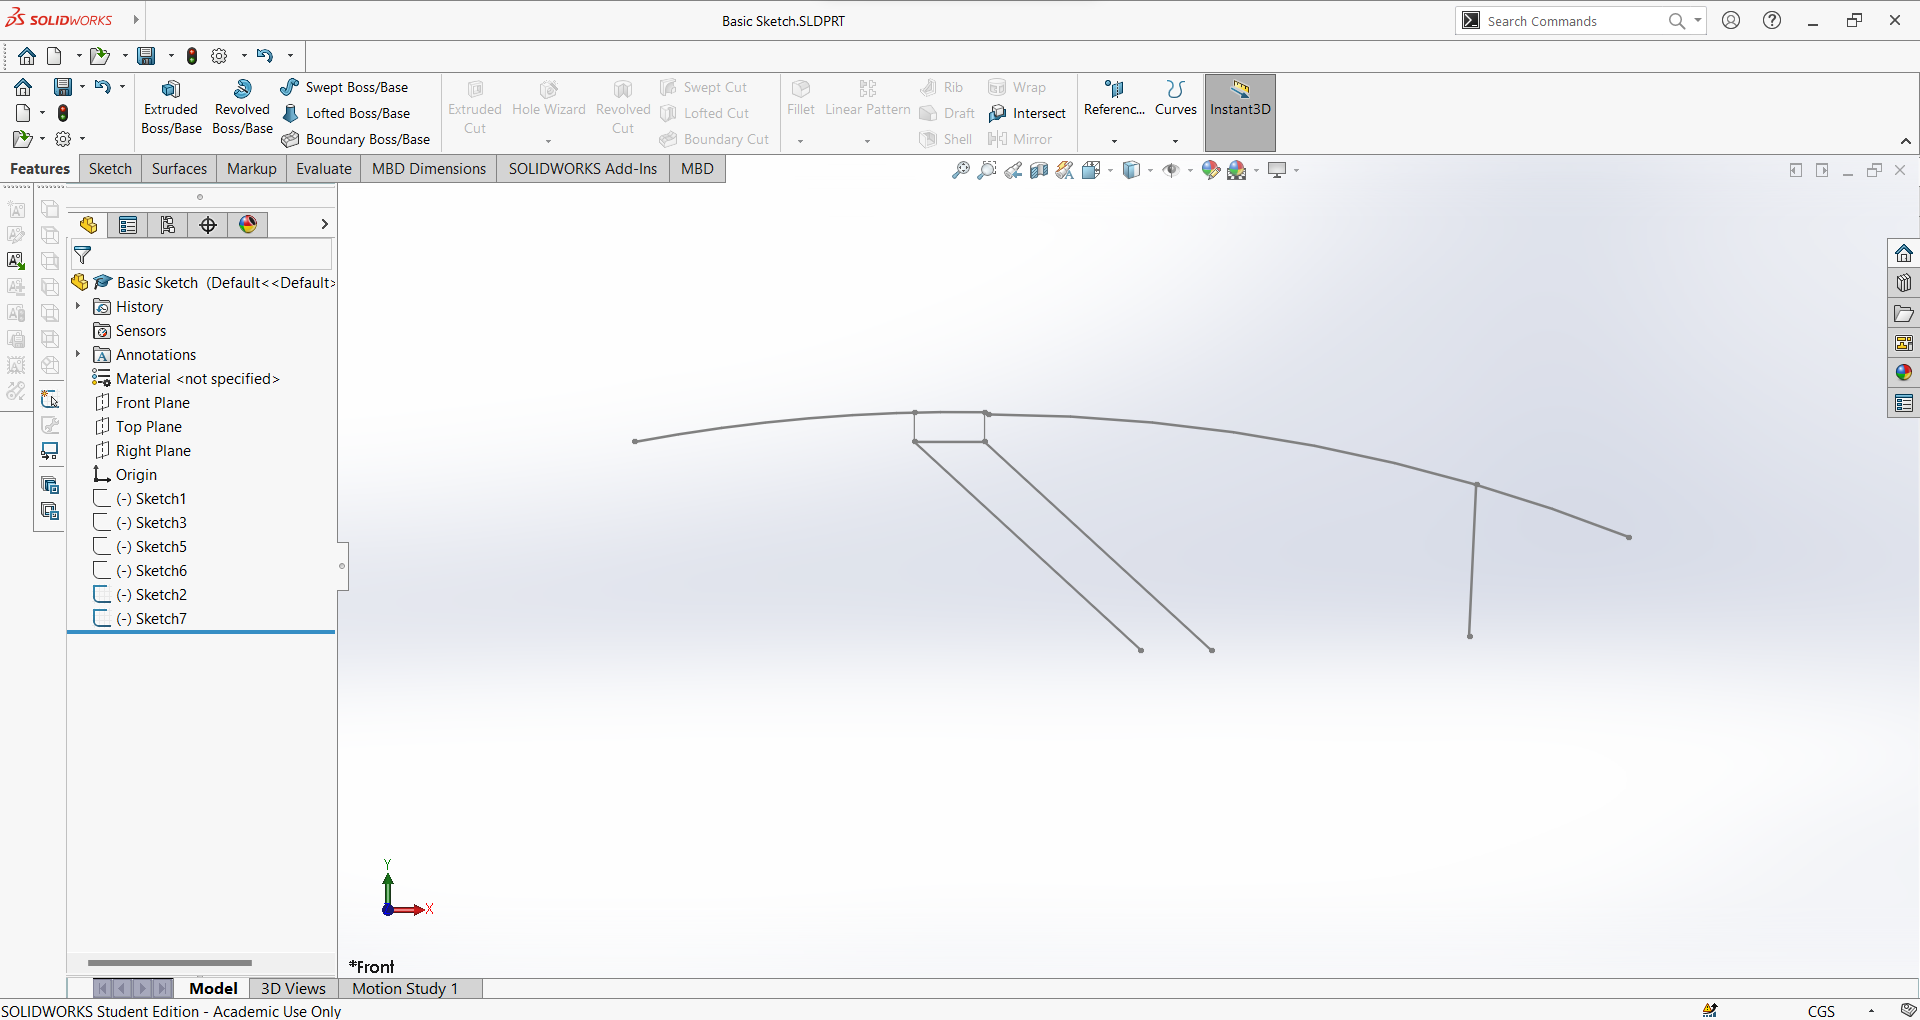 SOLIDWORKS
Basic Sketch.SLDPRT
Search Commands
Extruded Boss/Base
Revolved Boss/Base
Swept Boss/Base
Lofted Boss/Base
Boundary Boss/Base
Extruded Cut
Hole Wizard
Revolved Cut
Swept Cut
Lofted Cut
Boundary Cut
Fillet
Linear Pattern
Rib
Draft
Shell
Wrap
Intersect
Mirror
Referenc...
Curves
Instant3D
Features
Sketch
Surfaces
Markup
Evaluate
MBD Dimensions
SOLIDWORKS Add-Ins
MBD
Basic Sketch (Default<<Default>
History
Sensors
Annotations
Material <not specified>
Front Plane
Top Plane
Right Plane
Origin
(-) Sketch1
(-) Sketch3
(-) Sketch5
(-) Sketch6
(-) Sketch2
(-) Sketch7
Y
X
*Front
Model
3D Views
Motion Study 1
SOLIDWORKS Student Edition - Academic Use Only
CGS